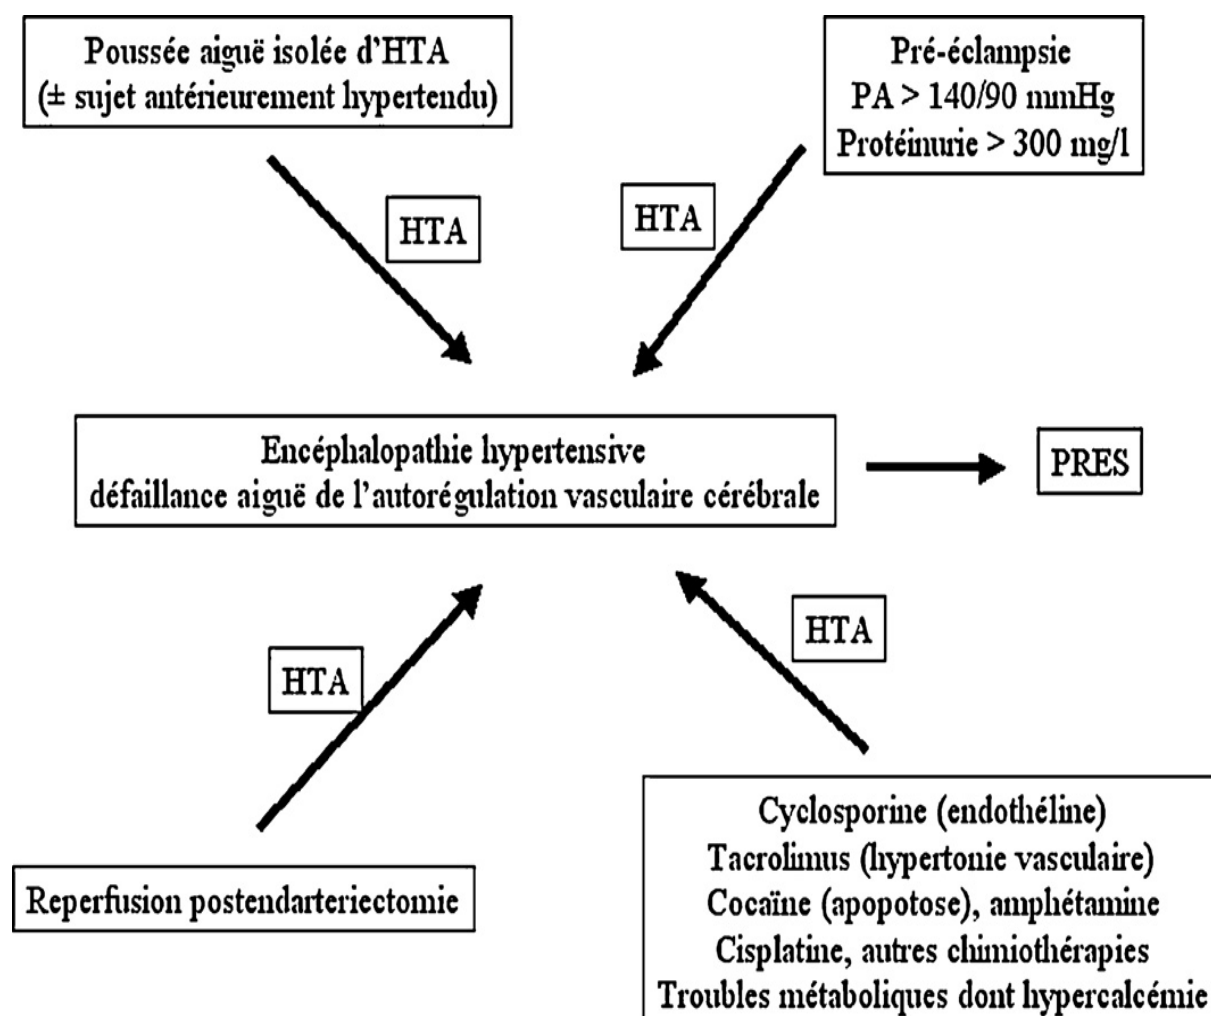 Poussée aiguë isolée d'HTA
(± sujet antérieurement hypertendu)
Pré-éclampsie
PA > 140/90 mmHg
Protéinurie > 300 mg/l
HTA
HTA
Encéphalopathie hypertensive
défaillance aiguë de l'autorégulation vasculaire cérébrale
PRES
HTA
HTA
Reperfusion postendarteriectomie
Cyclosporine (endothéline)
Tacrolimus (hypertonie vasculaire)
Cocaïne (apopotose), amphétamine
Cisplatine, autres chimiothérapies
Troubles métaboliques dont hypercalcémie